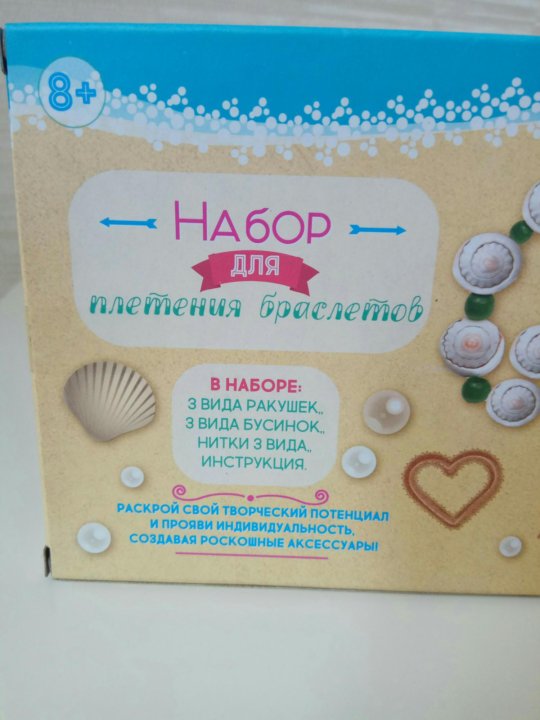 8+
НАБОР
ДЛЯ
плетения браслетов
В НАБОРЕ:
3 ВИДА РАКУШЕК,,
3 ВИДА БУСИНОК,,
НИТКИ 3 ВИДА,,
ИНСТРУКЦИЯ.
РАСКРОЙ СВОЙ ТВОРЧЕСКИЙ ПОТЕНЦИАЛ
И ПРОЯВИ ИНДИВИДУАЛЬНОСТЬ,
СОЗДАВАЯ РОСКОШНЫЕ АКСЕССУАРЫ!